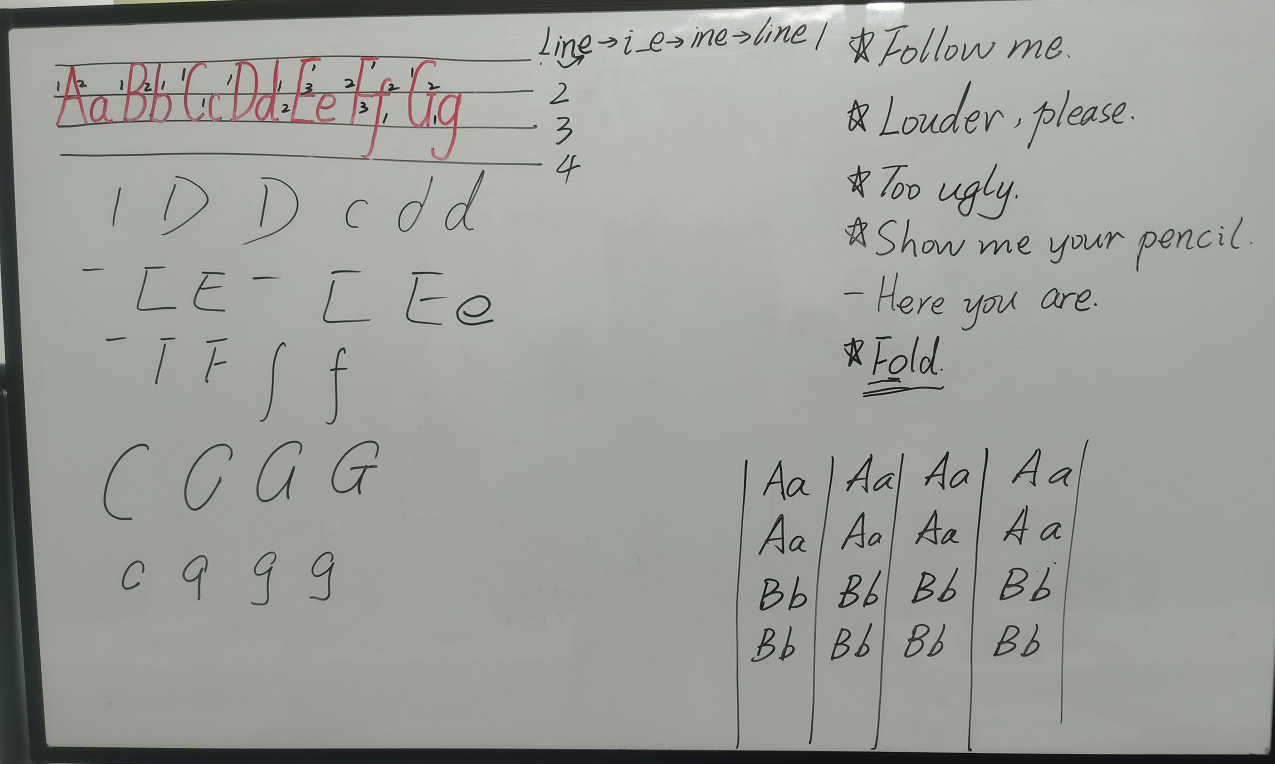 Line → i_e → ine → line 1
Aa Bb Cc Dd Ee Ff Gg
2
3
4
l D D c d d
- [ E - [ E e
- T F ʃ f
C C G G
c q g g
☆ Follow me.
☆ Louder, please.
☆ Too ugly.
☆ Show me your pencil.
- Here you are.
☆ Fold.
Aa Aa Aa Aa
Aa Aa Aa Aa
Bb Bb Bb Bb
Bb Bb Bb Bb